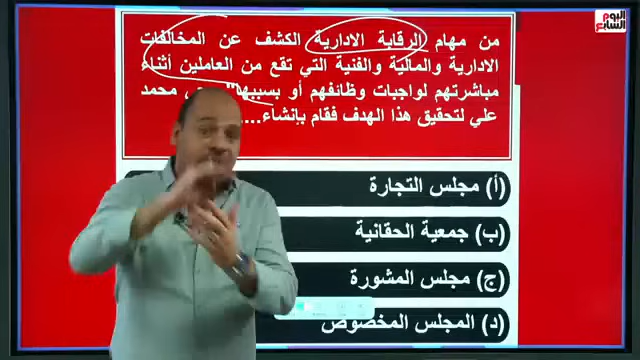 اليوم السابع
من مهام الرقابة الادارية الكشف عن المخالفات
الادارية والمالية والفنية التي تقع من العاملين أثناء
مباشرتهم لواجبات وظائفهم أو بسببها محمد
علي لتحقيق هذا الهدف فقام بإنشاء....
(أ) مجلس التجارة
(ب) جمعية الحقانية
(ج) مجلس المشورة
(د) المجلس المخصوص